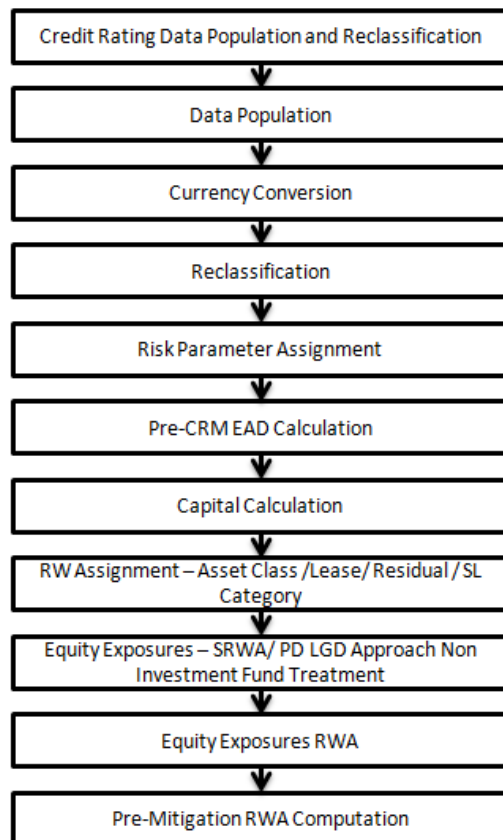 Credit Rating Data Population and Reclassification
Data Population
Currency Conversion
Reclassification
Risk Parameter Assignment
Pre-CRM EAD Calculation
Capital Calculation
RW Assignment – Asset Class /Lease/ Residual / SL
Category
Equity Exposures – SRWA/ PD LGD Approach Non
Investment Fund Treatment
Equity Exposures RWA
Pre-Mitigation RWA Computation